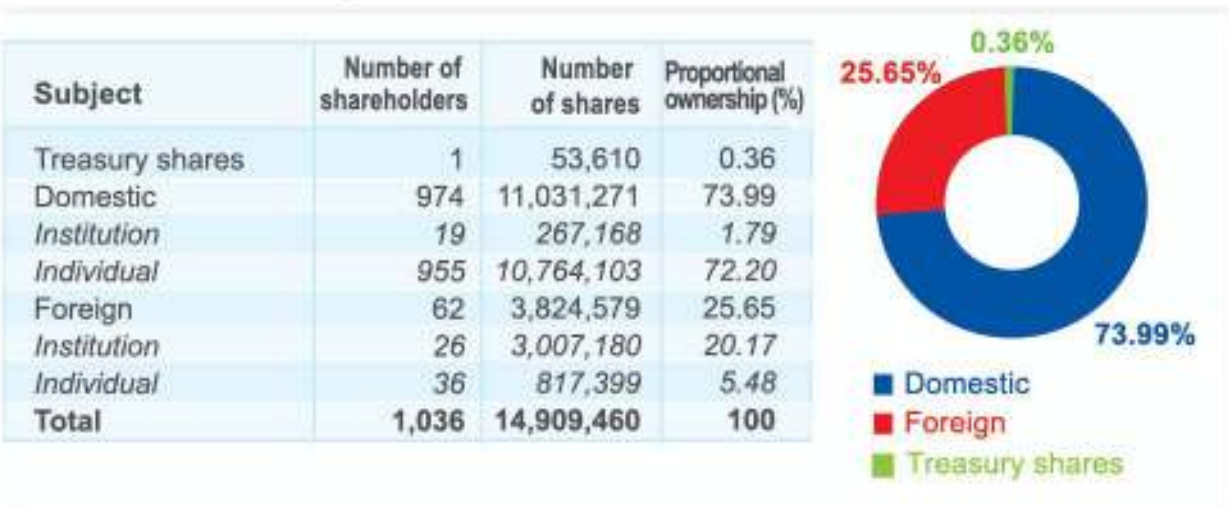 Subject Number of shareholders Number of shares Proportional ownership (%)
Treasury shares 1 53,610 0.36
Domestic 974 11,031,271 73.99
Institution 19 267,168 1.79
Individual 955 10,764,103 72.20
Foreign 62 3,824,579 25.65
Institution 26 3,007,180 20.17
Individual 36 817,399 5.48
Total 1,036 14,909,460 100
0.36%
25.65%
73.99%
Domestic
Foreign
Treasury shares